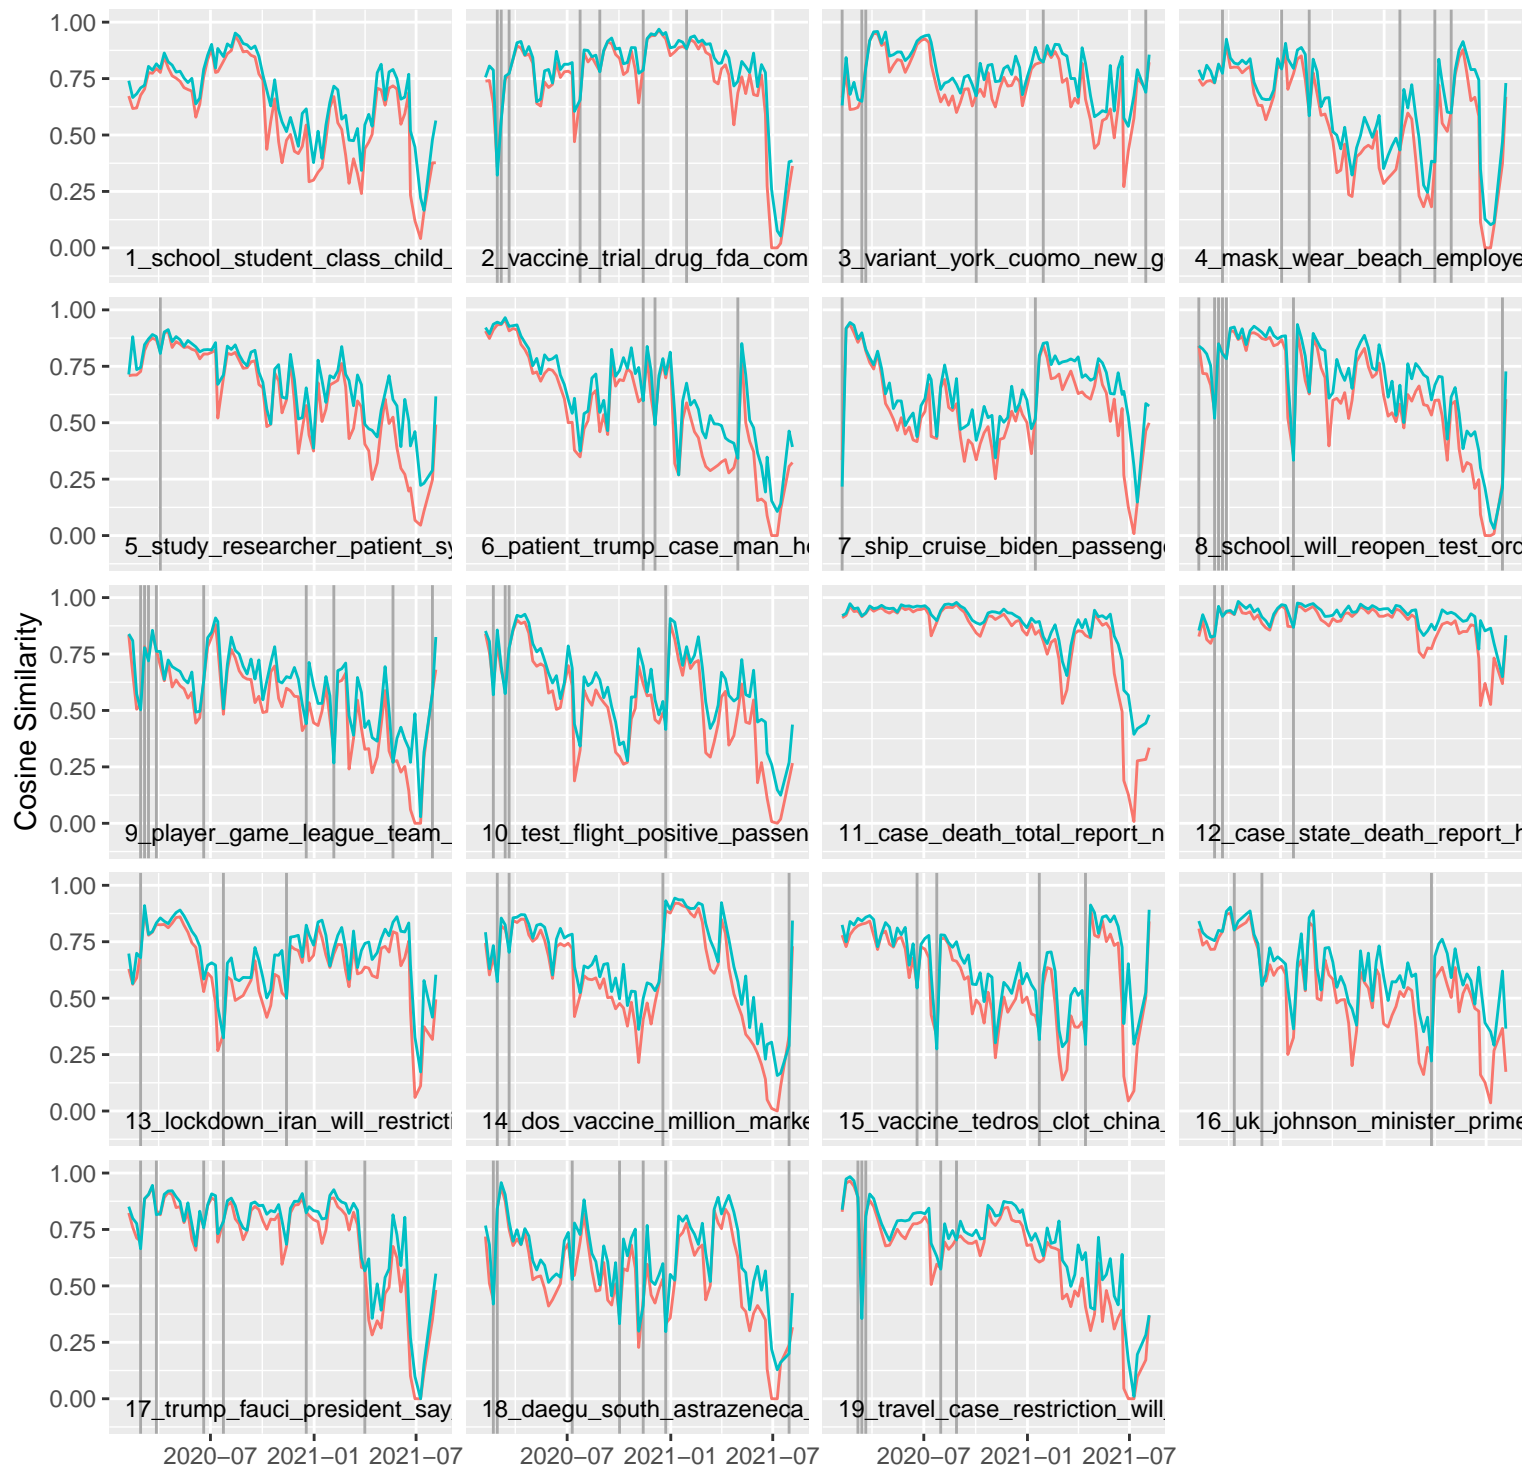 1.00
0.75
0.50
0.25
0.00
1_school_student_class_child_
2_vaccine_trial_drug_fda_com
3_variant_york_cuomo_new_g
4_mask_wear_beach_employe
1.00
0.75
0.50
0.25
0.00
5_study_researcher_patient_sy
6_patient_trump_case_man_ho
7_ship_cruise_biden_passenge
8_school_will_reopen_test_ord
Cosine Similarity
1.00
0.75
0.50
0.25
0.00
9_player_game_league_team_
10_test_flight_positive_passen
11_case_death_total_report_n
12_case_state_death_report_h
1.00
0.75
0.50
0.25
0.00
13_lockdown_iran_will_restricti
14_dos_vaccine_million_marke
15_vaccine_tedros_clot_china_
16_uk_johnson_minister_prime
1.00
0.75
0.50
0.25
0.00
17_trump_fauci_president_say_
18_daegu_south_astrazeneca_
19_travel_case_restriction_will_
2020−07 2021−01 2021−07
2020−07 2021−01 2021−07
2020−07 2021−01 2021−07